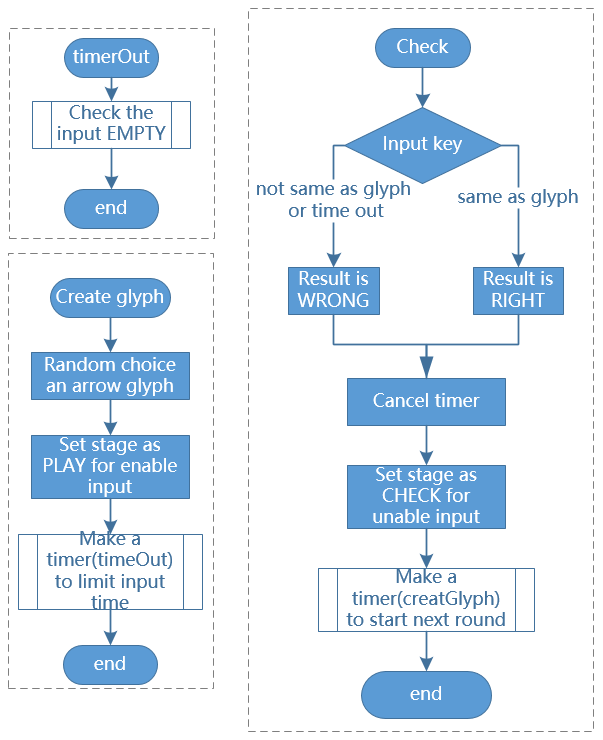 timerOut
Check the
input EMPTY
end
Create glyph
Random choice
an arrow glyph
Set stage as
PLAY for enable
input
Make a
timer(timeOut)
to limit input
time
end
Check
Input key
not same as glyph
or time out
same as glyph
Result is
WRONG
Result is
RIGHT
Cancel timer
Set stage as
CHECK for
unable input
Make a
timer(creatGlyph)
to start next round
end